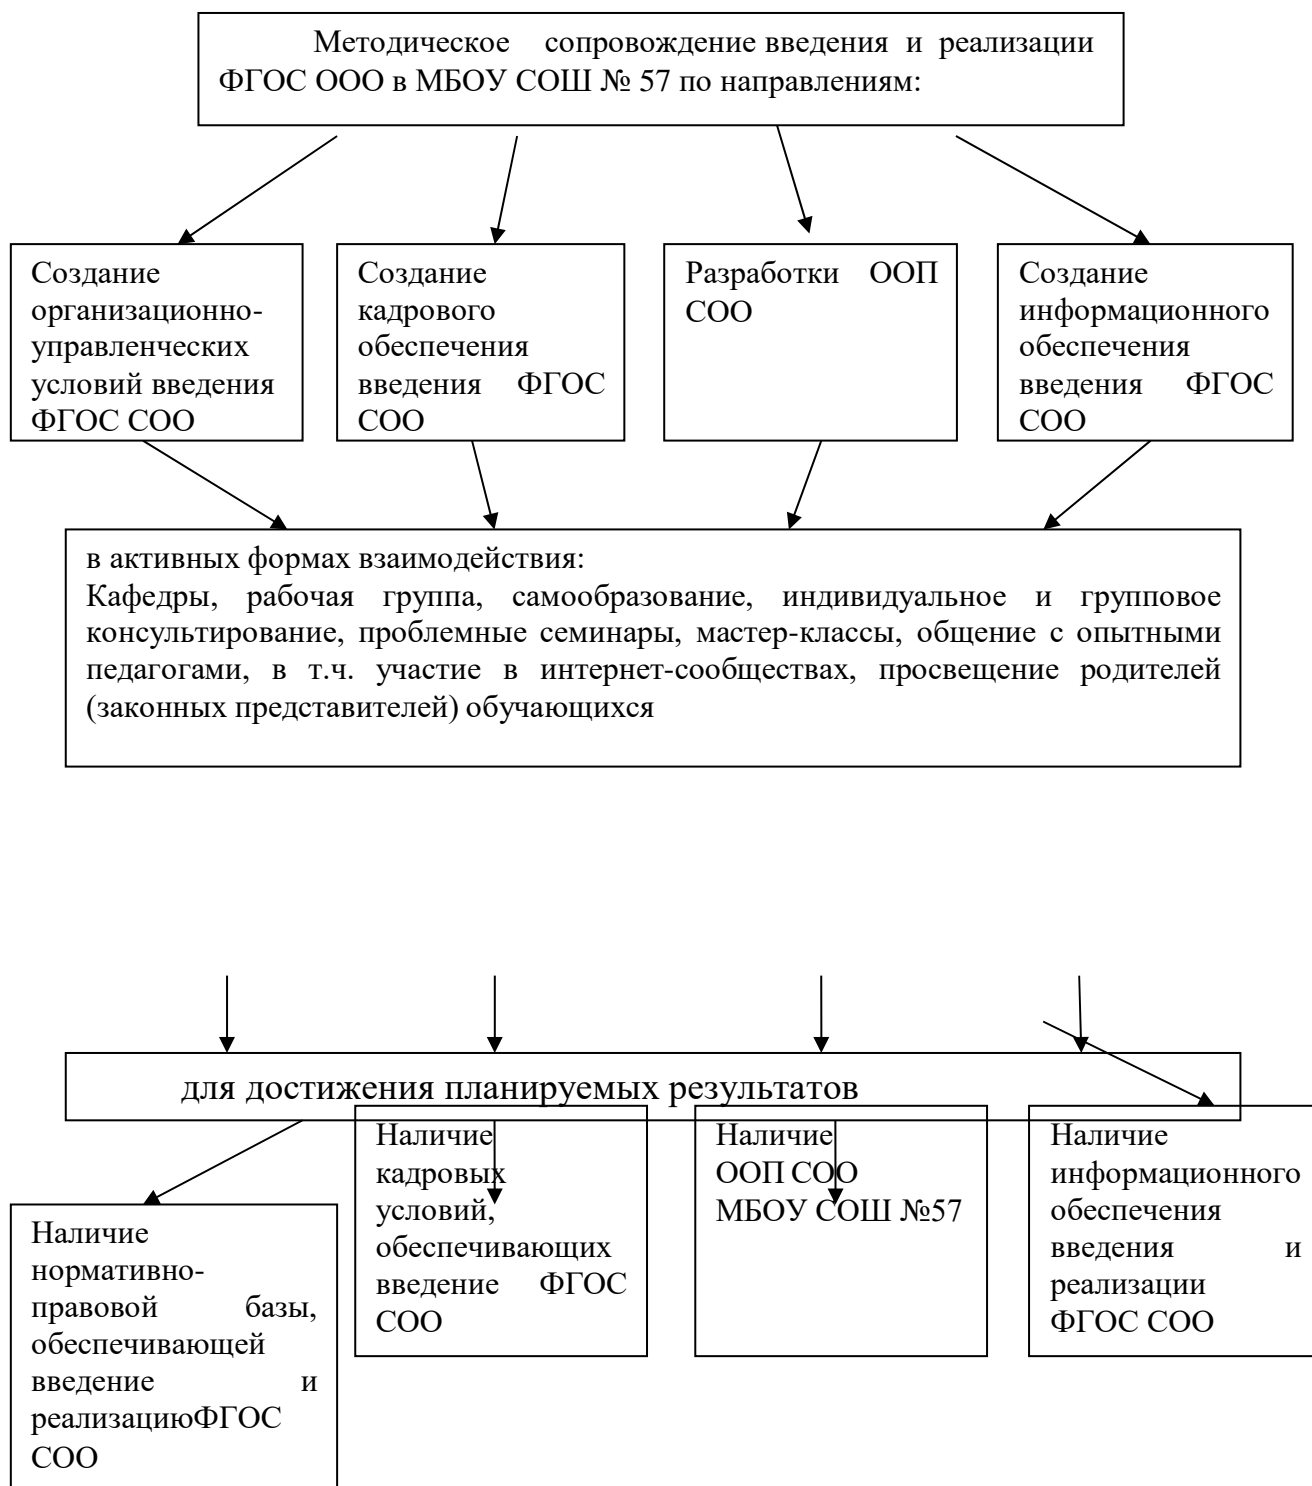 Методическое сопровождение введения и реализации
ФГОС ООО в МБОУ СОШ № 57 по направлениям:
Создание
организационно-
управленческих
условий введения
ФГОС СОО
Создание
кадрового
обеспечения
введения ФГОС
СОО
Разработки ООП
СОО
Создание
информационного
обеспечения
введения ФГОС
СОО
в активных формах взаимодействия:
Кафедры, рабочая группа, самообразование, индивидуальное и групповое
консультирование, проблемные семинары, мастер-классы, общение с опытными
педагогами, в т.ч. участие в интернет-сообществах, просвещение родителей
(законных представителей) обучающихся
для достижения планируемых результатов
Наличие
нормативно-
правовой базы,
обеспечивающей
введение и
реализациюФГОС
СОО
Наличие
кадровых
условий,
обеспечивающих
введение ФГОС
СОО
Наличие
ООП СОО
МБОУ СОШ №57
Наличие
информационного
обеспечения
введения и
реализации
ФГОС СОО